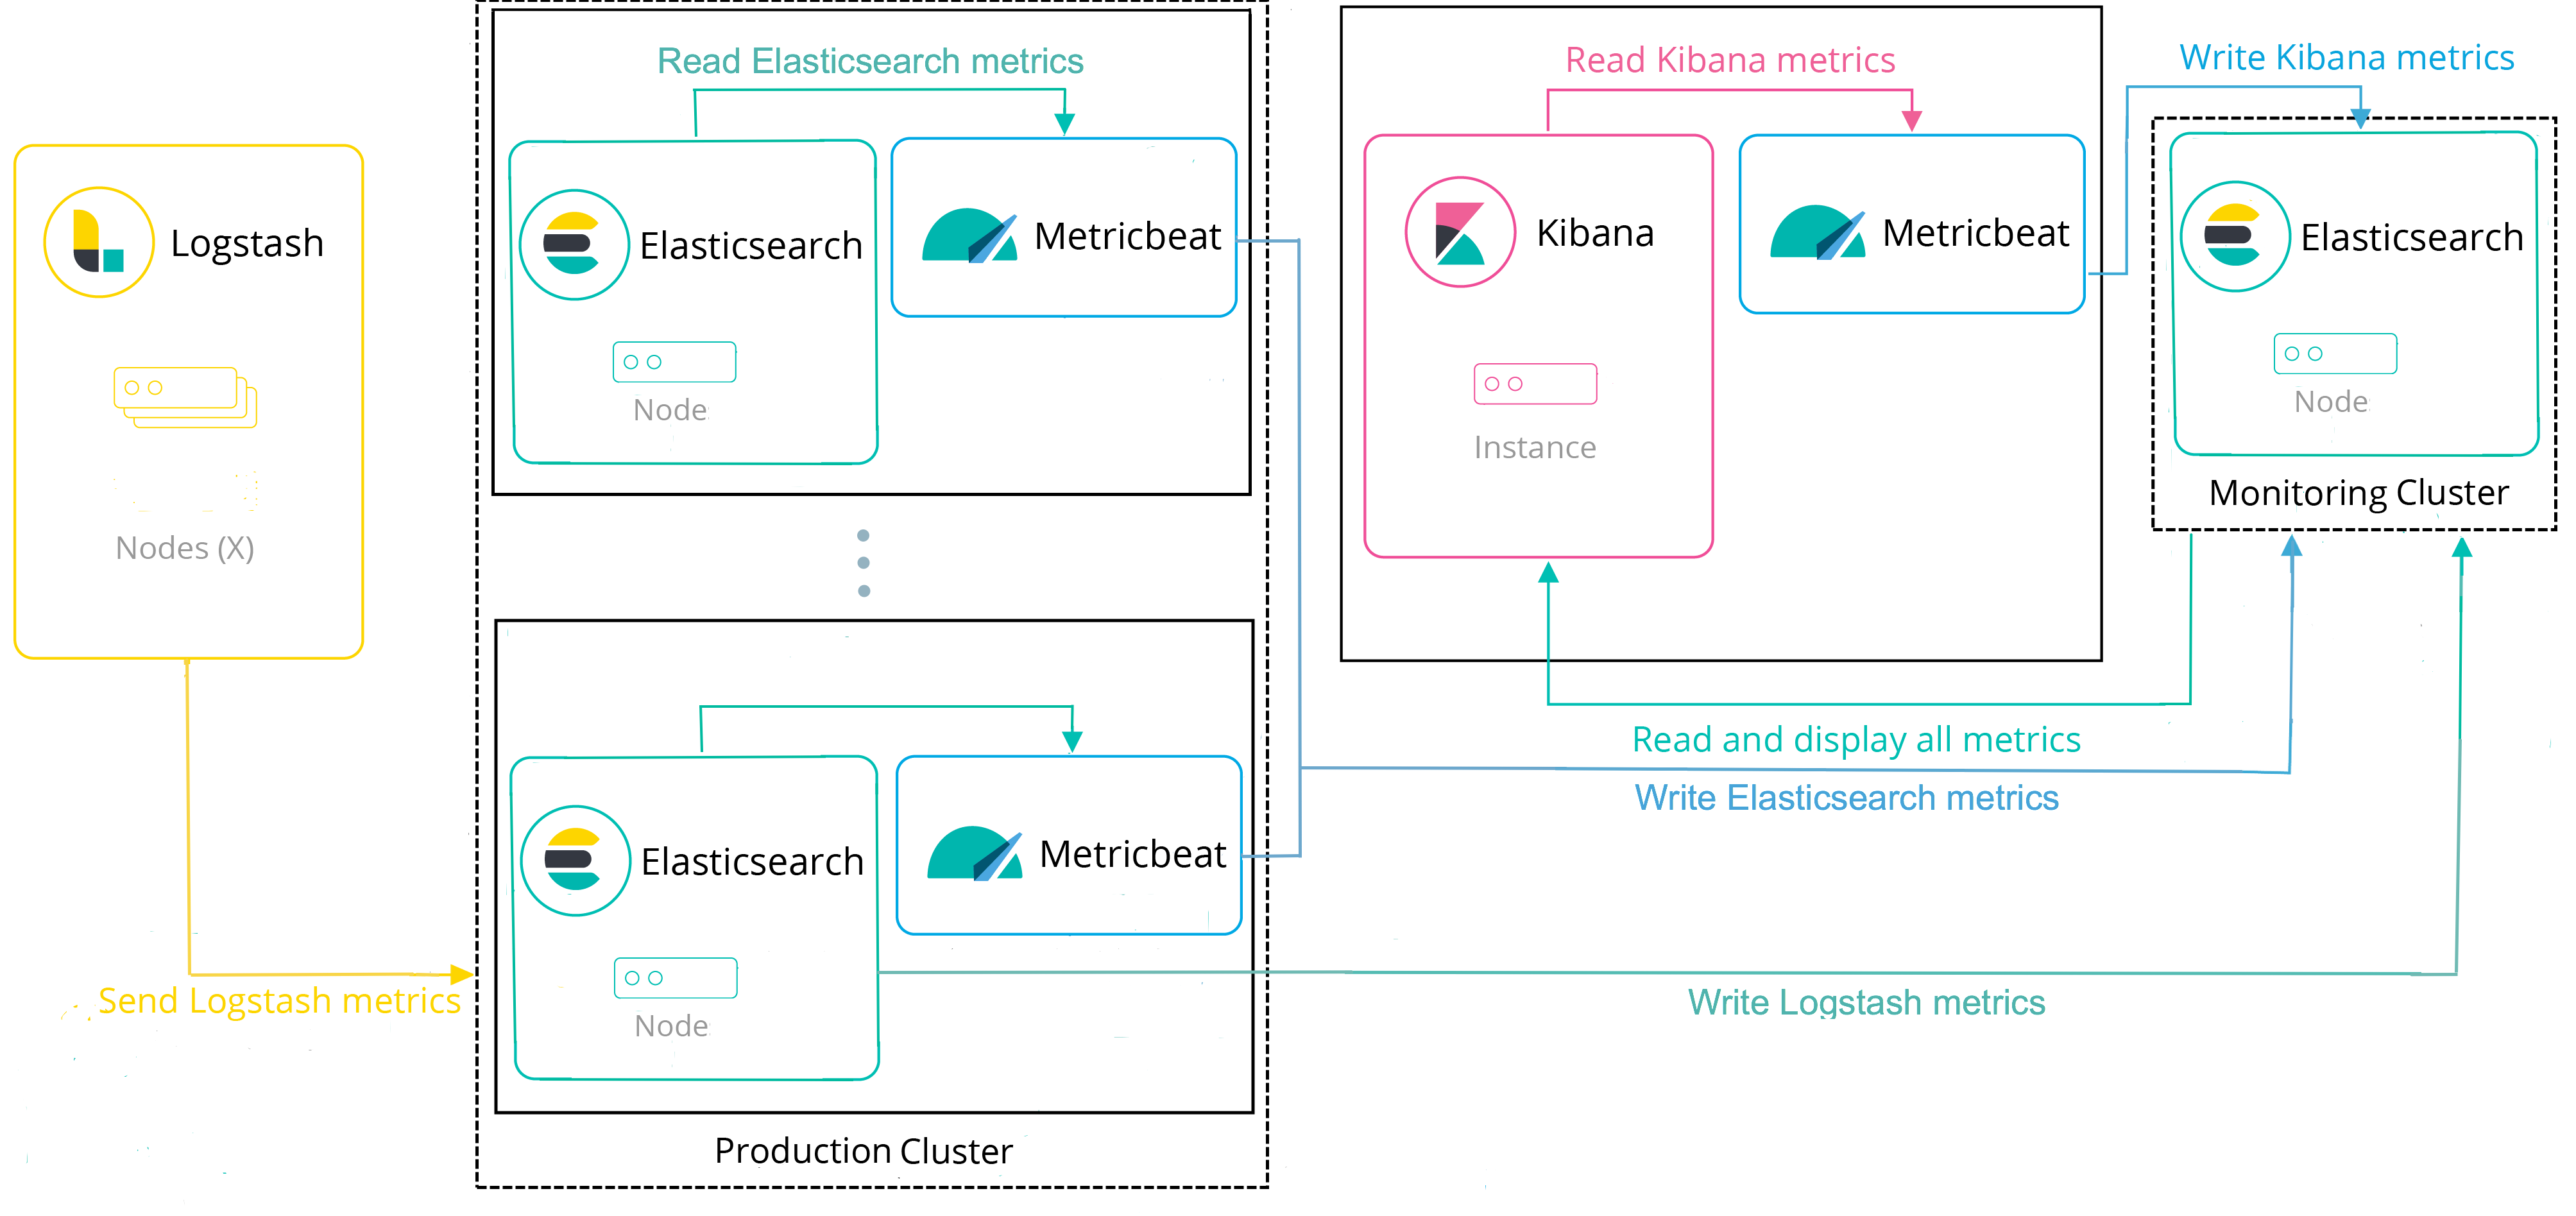 Read Elasticsearch metrics
Read Kibana metrics
Write Kibana metrics
Logstash
Nodes (X)
Elasticsearch
Node
Metricbeat
Kibana
Instance
Metricbeat
Elasticsearch
Node
Monitoring Cluster
Read and display all metrics
Write Elasticsearch metrics
Elasticsearch
Node
Metricbeat
Send Logstash metrics
Write Logstash metrics
Production Cluster